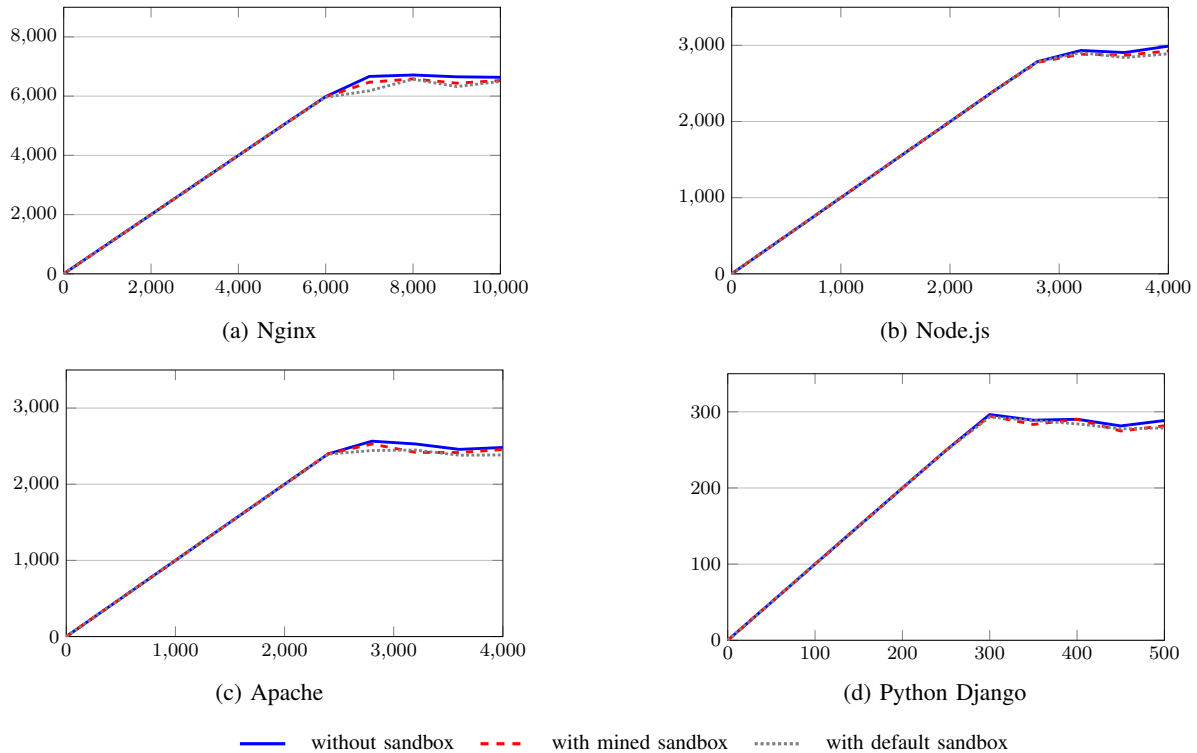 8,000
6,000
4,000
2,000
0
0 2,000 4,000 6,000 8,000 10,000
(a) Nginx
3,000
2,000
1,000
0
0 1,000 2,000 3,000 4,000
(b) Node.js
3,000
2,000
1,000
0
0 1,000 2,000 3,000 4,000
(c) Apache
300
200
100
0
0 100 200 300 400 500
(d) Python Django
without sandbox with mined sandbox with default sandbox